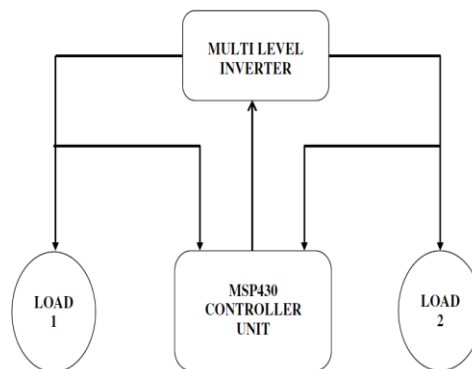 MULTI LEVEL
INVERTER
LOAD
1
MSP430
CONTROLLER
UNIT
LOAD
2